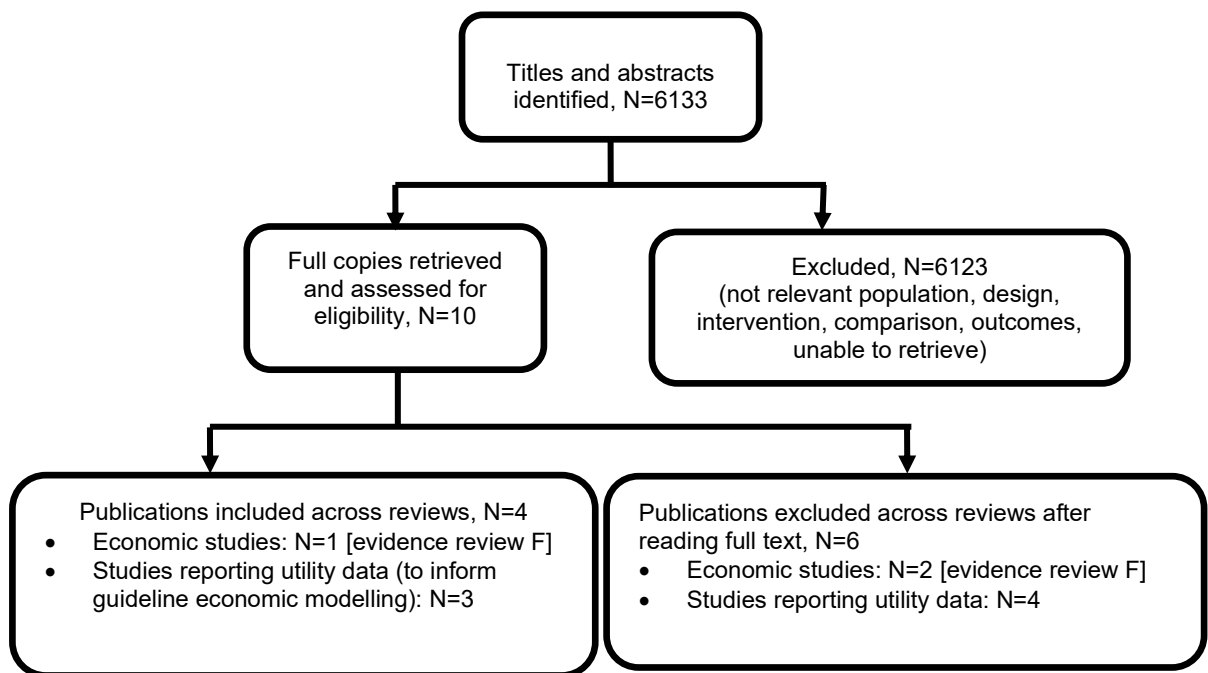 Titles and abstracts
identified, N=6133
Full copies retrieved
and assessed for
eligibility, N=10
Excluded, N=6123
(not relevant population, design,
intervention, comparison, outcomes,
unable to retrieve)
Publications included across reviews, N=4
• Economic studies: N=1 [evidence review F]
• Studies reporting utility data (to inform
guideline economic modelling): N=3
Publications excluded across reviews after
reading full text, N=6
• Economic studies: N=2 [evidence review F]
• Studies reporting utility data: N=4